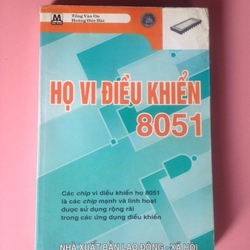 Tống Văn On
Hoàng Đức Hải
HỌ VI ĐIỀU KHIỂN
8051
Các chip vi điều khiển họ 8051
là các chip mạnh và linh hoạt
được sử dụng rộng rãi
trong các ứng dụng điều khiển
NHÀ XUẤT BẢN LAO ĐỘNG - XÃ HỘI